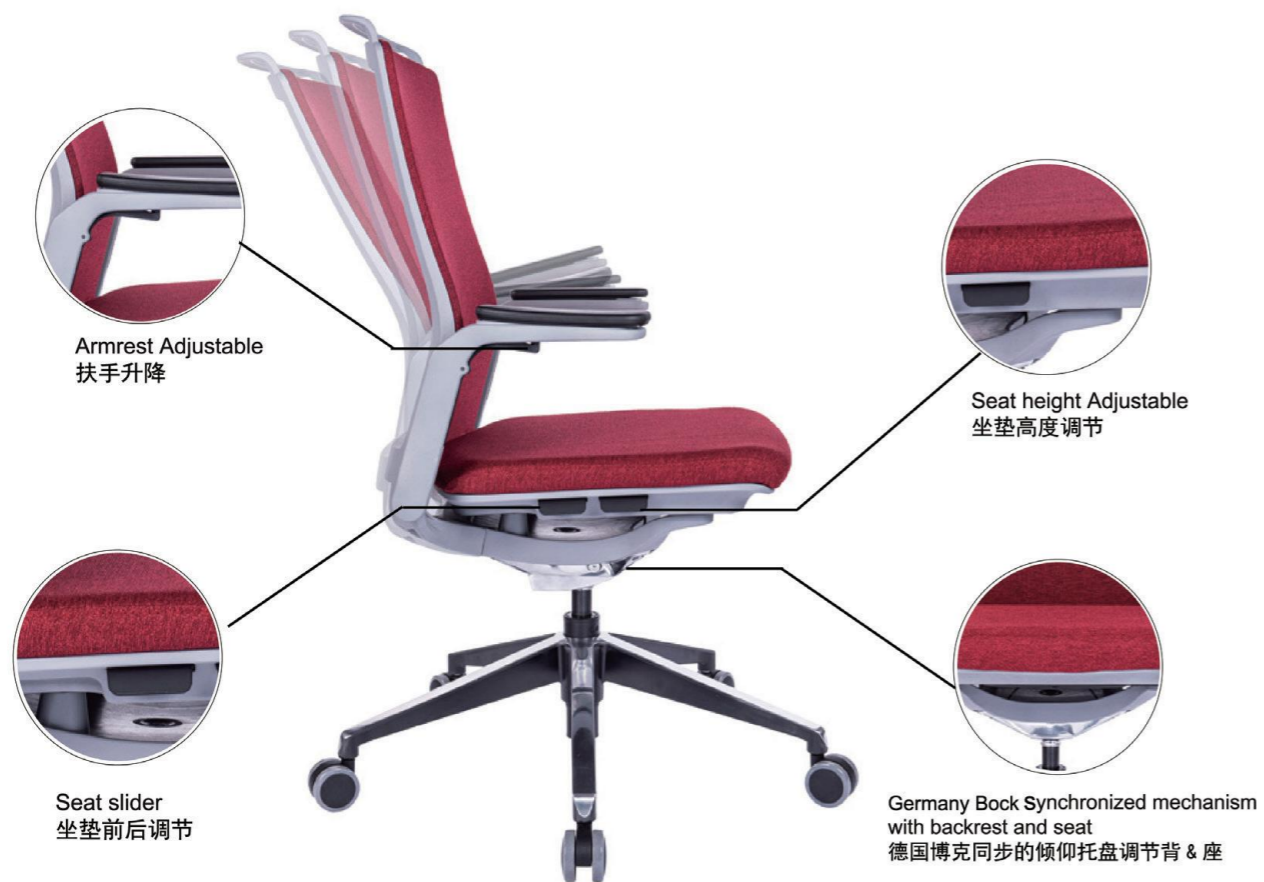 Armrest Adjustable
扶手升降
Seat height Adjustable
坐垫高度调节
Seat slider
坐垫前后调节
Germany Bock Synchronized mechanism
with backrest and seat
德国博克同步的倾仰托盘调节背 & 座